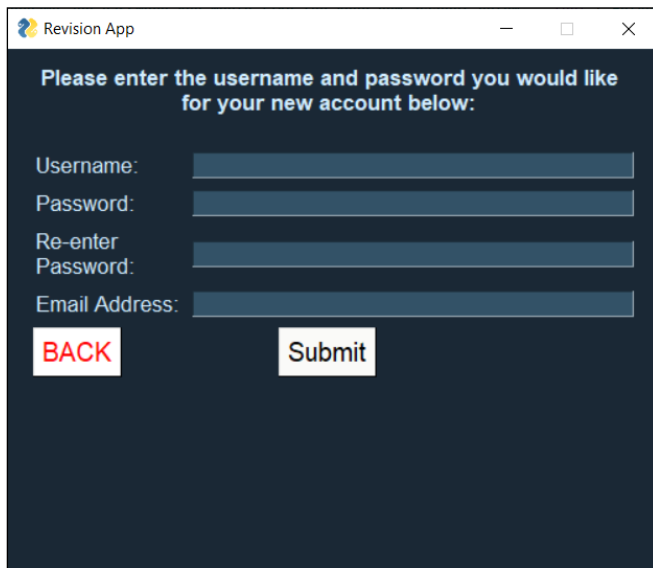 Revision App
Please enter the username and password you would like
for your new account below:
Username:
Password:
Re-enter
Password:
Email Address:
BACK
Submit